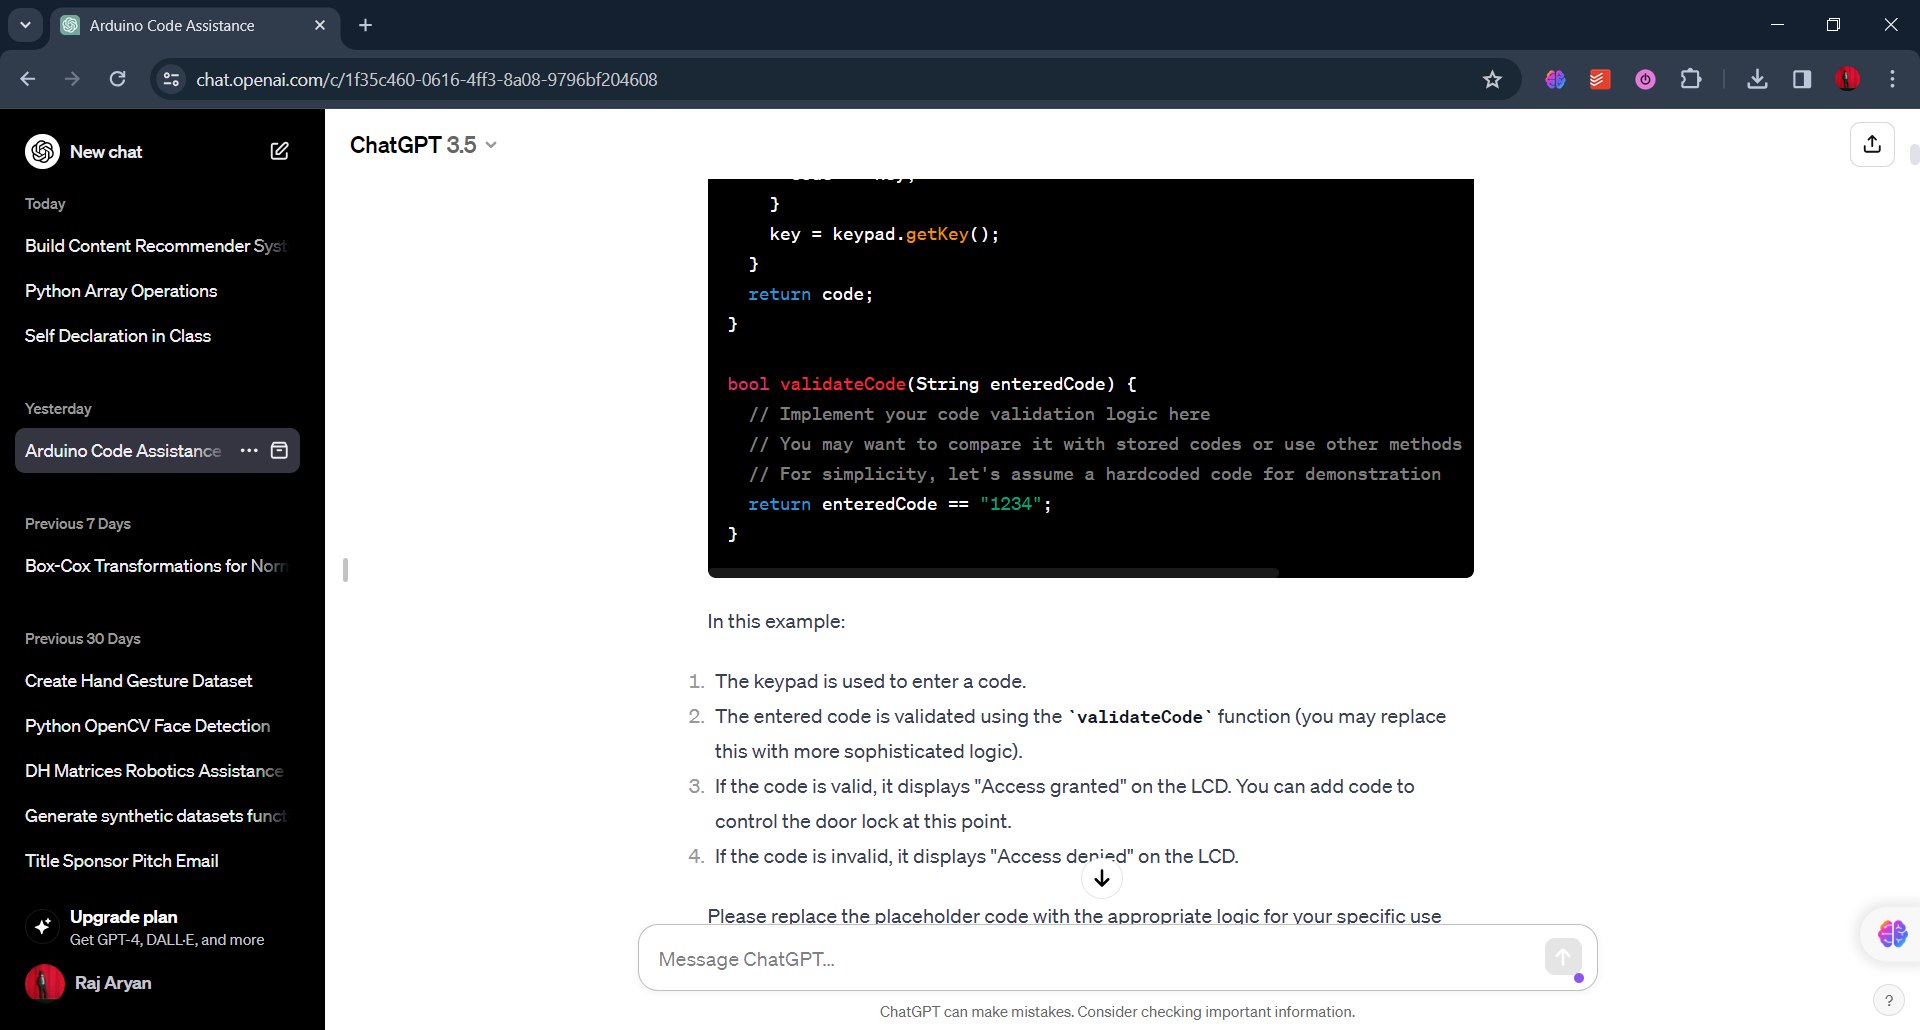 Arduino Code Assistance
chat.openai.com/c/1f35c460-0616-4ff3-8a08-9796bf204608
New chat
Today
Build Content Recommender Syst
Python Array Operations
Self Declaration in Class
Yesterday
Arduino Code Assistance
Previous 7 Days
Box-Cox Transformations for Norm
Previous 30 Days
Create Hand Gesture Dataset
Python OpenCV Face Detection
DH Matrices Robotics Assistance
Generate synthetic datasets funct
Title Sponsor Pitch Email
Upgrade plan
Get GPT-4, DALL·E, and more
Raj Aryan
ChatGPT 3.5
}
key = keypad.getKey();
}
return code;
}
bool validateCode(String enteredCode) {
// Implement your code validation logic here
// You may want to compare it with stored codes or use other methods
// For simplicity, let's assume a hardcoded code for demonstration
return enteredCode == "1234";
}
In this example:
1. The keypad is used to enter a code.
2. The entered code is validated using the `validateCode` function (you may replace
this with more sophisticated logic).
3. If the code is valid, it displays "Access granted" on the LCD. You can add code to
control the door lock at this point.
4. If the code is invalid, it displays "Access denied" on the LCD.
Please replace the placeholder code with the appropriate logic for your specific use
Message ChatGPT...
ChatGPT can make mistakes. Consider checking important information.
?